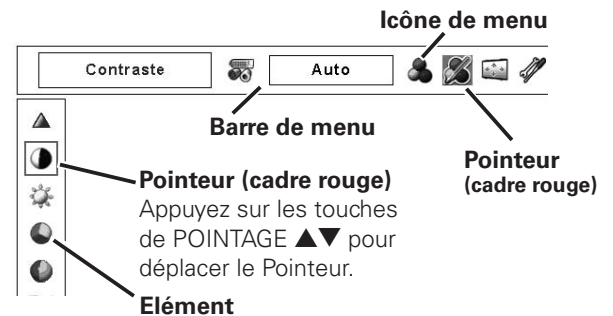 Icône de menu
Contraste
Auto
Barre de menu
Pointeur
(cadre rouge)
Pointeur (cadre rouge)
Appuyez sur les touches
de POINTAGE ▲▼ pour
déplacer le Pointeur.
Elément